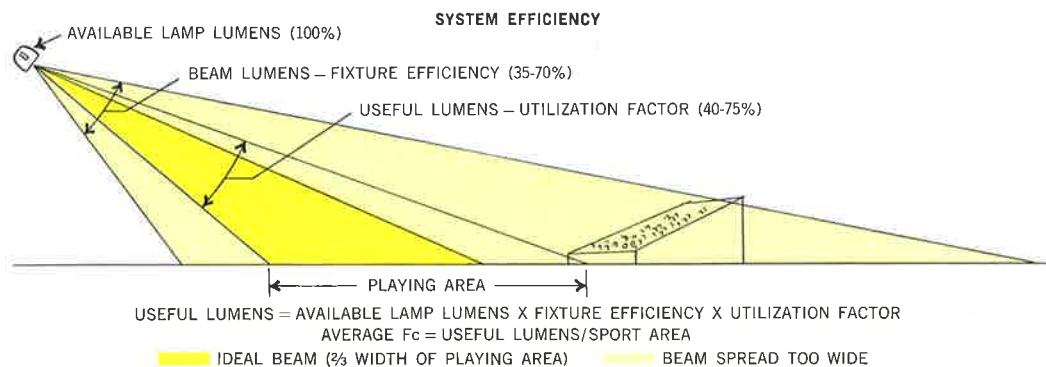 SYSTEM EFFICIENCY
AVAILABLE LAMP LUMENS (100%)
BEAM LUMENS – FIXTURE EFFICIENCY (35-70%)
USEFUL LUMENS – UTILIZATION FACTOR (40-75%)
PLAYING AREA
USEFUL LUMENS = AVAILABLE LAMP LUMENS X FIXTURE EFFICIENCY X UTILIZATION FACTOR
AVERAGE Fc = USEFUL LUMENS/SPORT AREA
IDEAL BEAM (⅔ WIDTH OF PLAYING AREA) BEAM SPREAD TOO WIDE